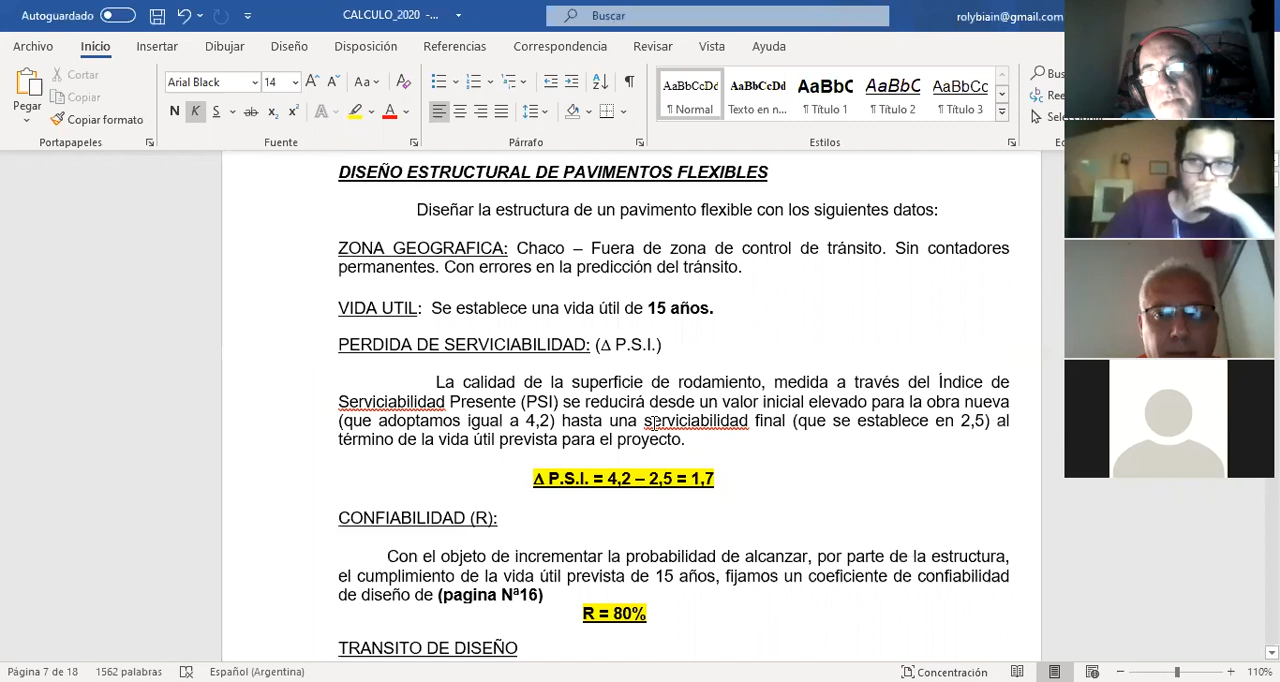 Autoguardado
CALCULO_2020 -...
Buscar
rolybiain@gmail.com
Archivo Inicio Insertar Dibujar Diseño Disposición Referencias Correspondencia Revisar Vista Ayuda
Pegar
Cortar
Copiar
Copiar formato
Portapapeles
Arial Black 14
Aa
N K S ab x₂ x²
Fuente
Párrafo
AaBbCcDd AaBbCcDd AaBbC AaBbC AaBbCc
¶ Normal Texto en n... ¶ Título 1 ¶ Título 2 ¶ Título 3
Estilos
DISEÑO ESTRUCTURAL DE PAVIMENTOS FLEXIBLES
Diseñar la estructura de un pavimento flexible con los siguientes datos:
ZONA GEOGRAFICA: Chaco – Fuera de zona de control de tránsito. Sin contadores
permanentes. Con errores en la predicción del tránsito.
VIDA UTIL: Se establece una vida útil de 15 años.
PERDIDA DE SERVICIABILIDAD: (∆ P.S.I.)
La calidad de la superficie de rodamiento, medida a través del Índice de
Serviciabilidad Presente (PSI) se reducirá desde un valor inicial elevado para la obra nueva
(que adoptamos igual a 4,2) hasta una serviciabilidad final (que se establece en 2,5) al
término de la vida útil prevista para el proyecto.
∆ P.S.I. = 4,2 – 2,5 = 1,7
CONFIABILIDAD (R):
Con el objeto de incrementar la probabilidad de alcanzar, por parte de la estructura,
el cumplimiento de la vida útil prevista de 15 años, fijamos un coeficiente de confiabilidad
de diseño de (pagina Nª16)
R = 80%
TRANSITO DE DISEÑO
Página 7 de 18 1562 palabras Español (Argentina) Concentración 110%